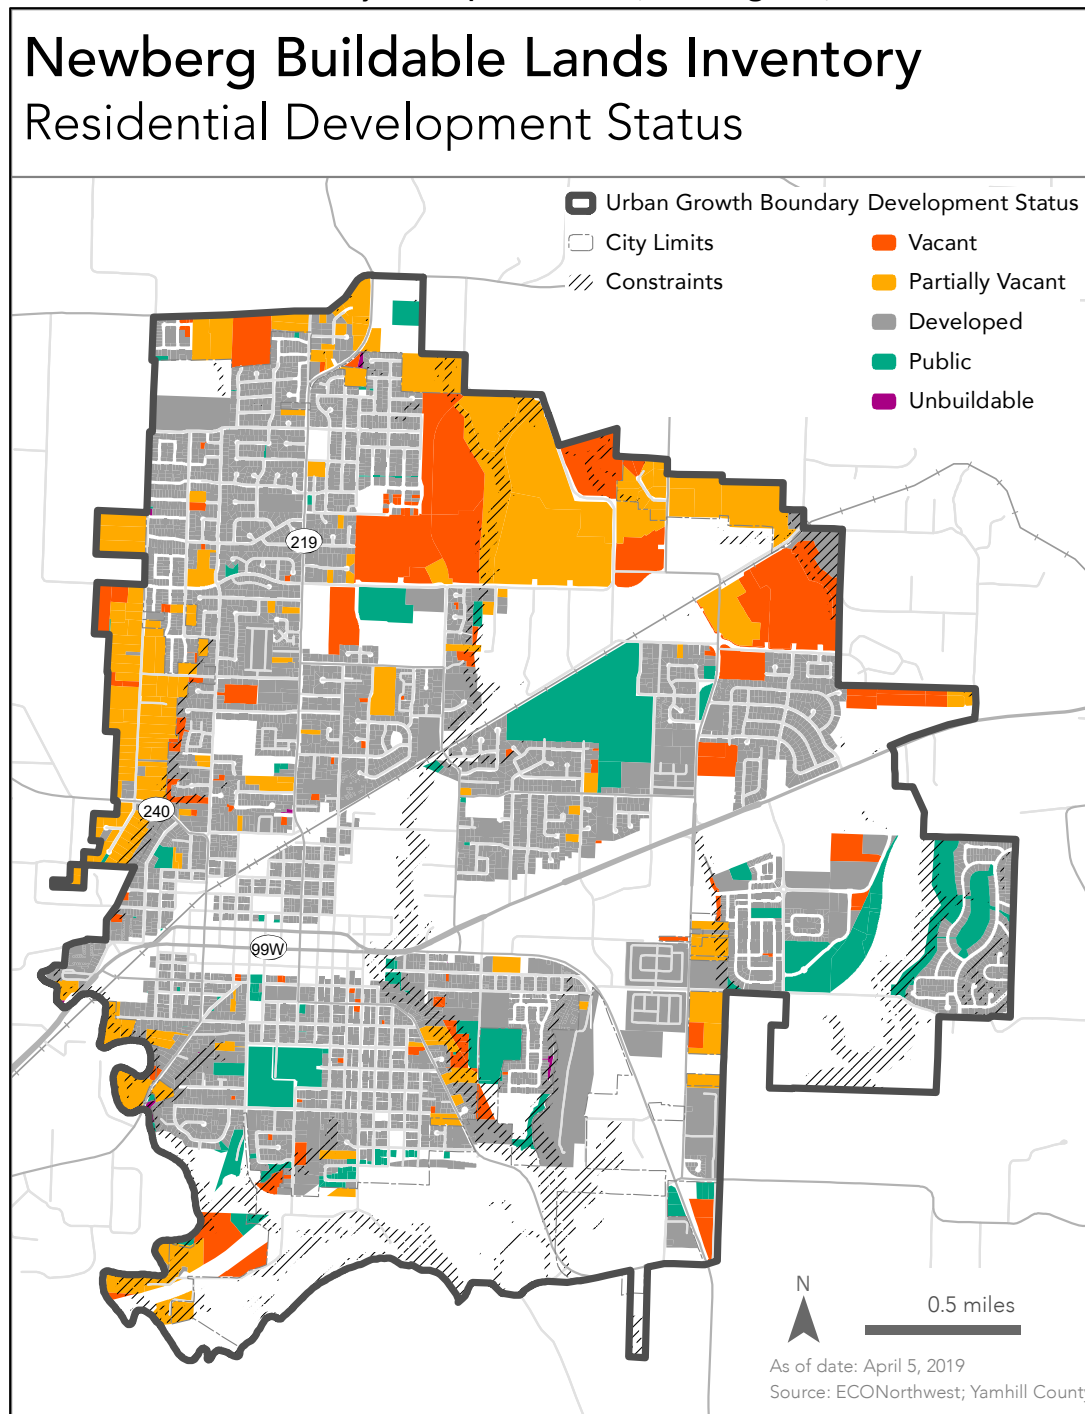 Newberg Buildable Lands Inventory
Residential Development Status
Urban Growth Boundary
City Limits
Constraints
Development Status
Vacant
Partially Vacant
Developed
Public
Unbuildable
219
240
99W
N
0.5 miles
As of date: April 5, 2019
Source: ECONorthwest; Yamhill County